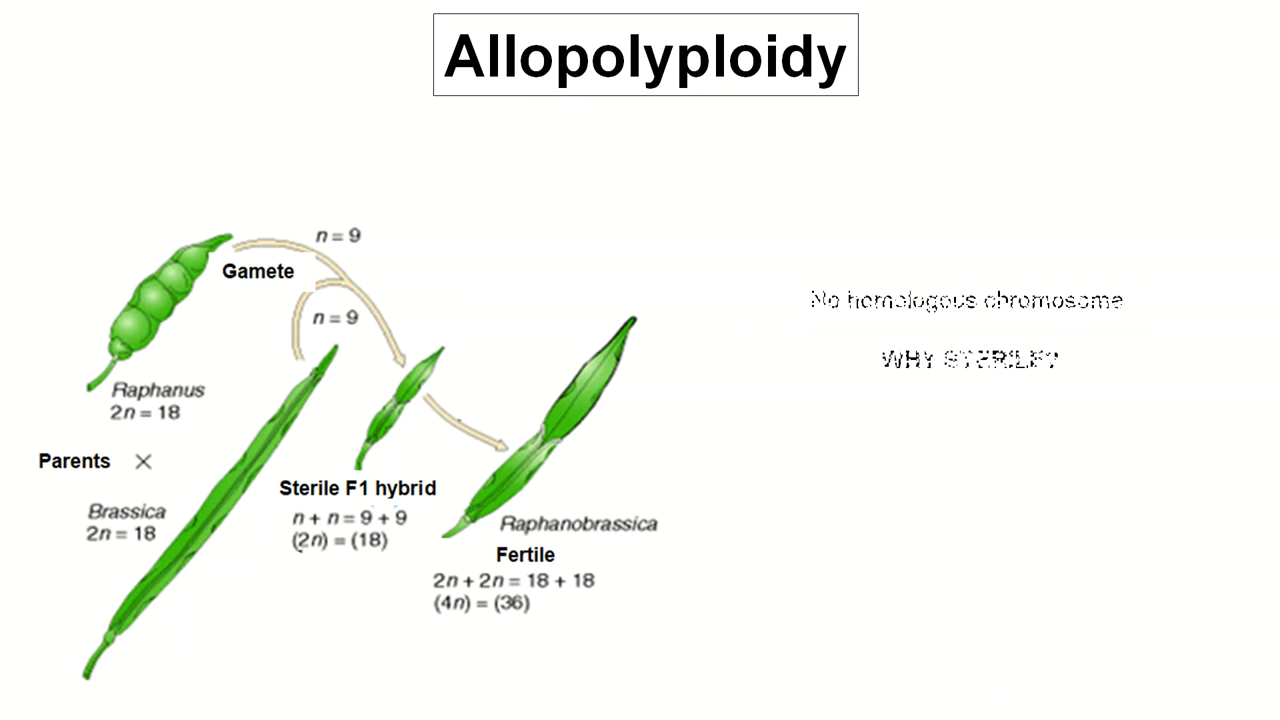 Allopolyploidy
n = 9
Gamete
n = 9
Raphanus
2n = 18
Parents ×
Brassica
2n = 18
Sterile F1 hybrid
n + n = 9 + 9
(2n) = (18)
Raphanobrassica
Fertile
2n + 2n = 18 + 18
(4n) = (36)
No homologous chromosome
WHY STERILE?